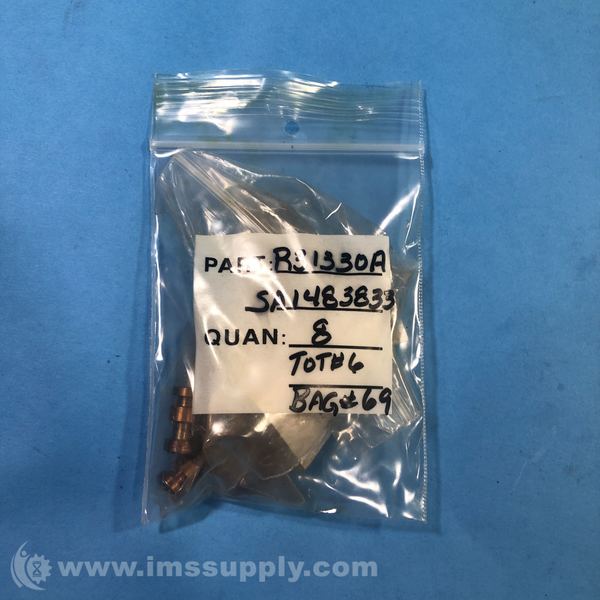 PART: RS1330A
SA1483833
QUAN: 8
TOT#6
BAG#69
www.imssupply.com